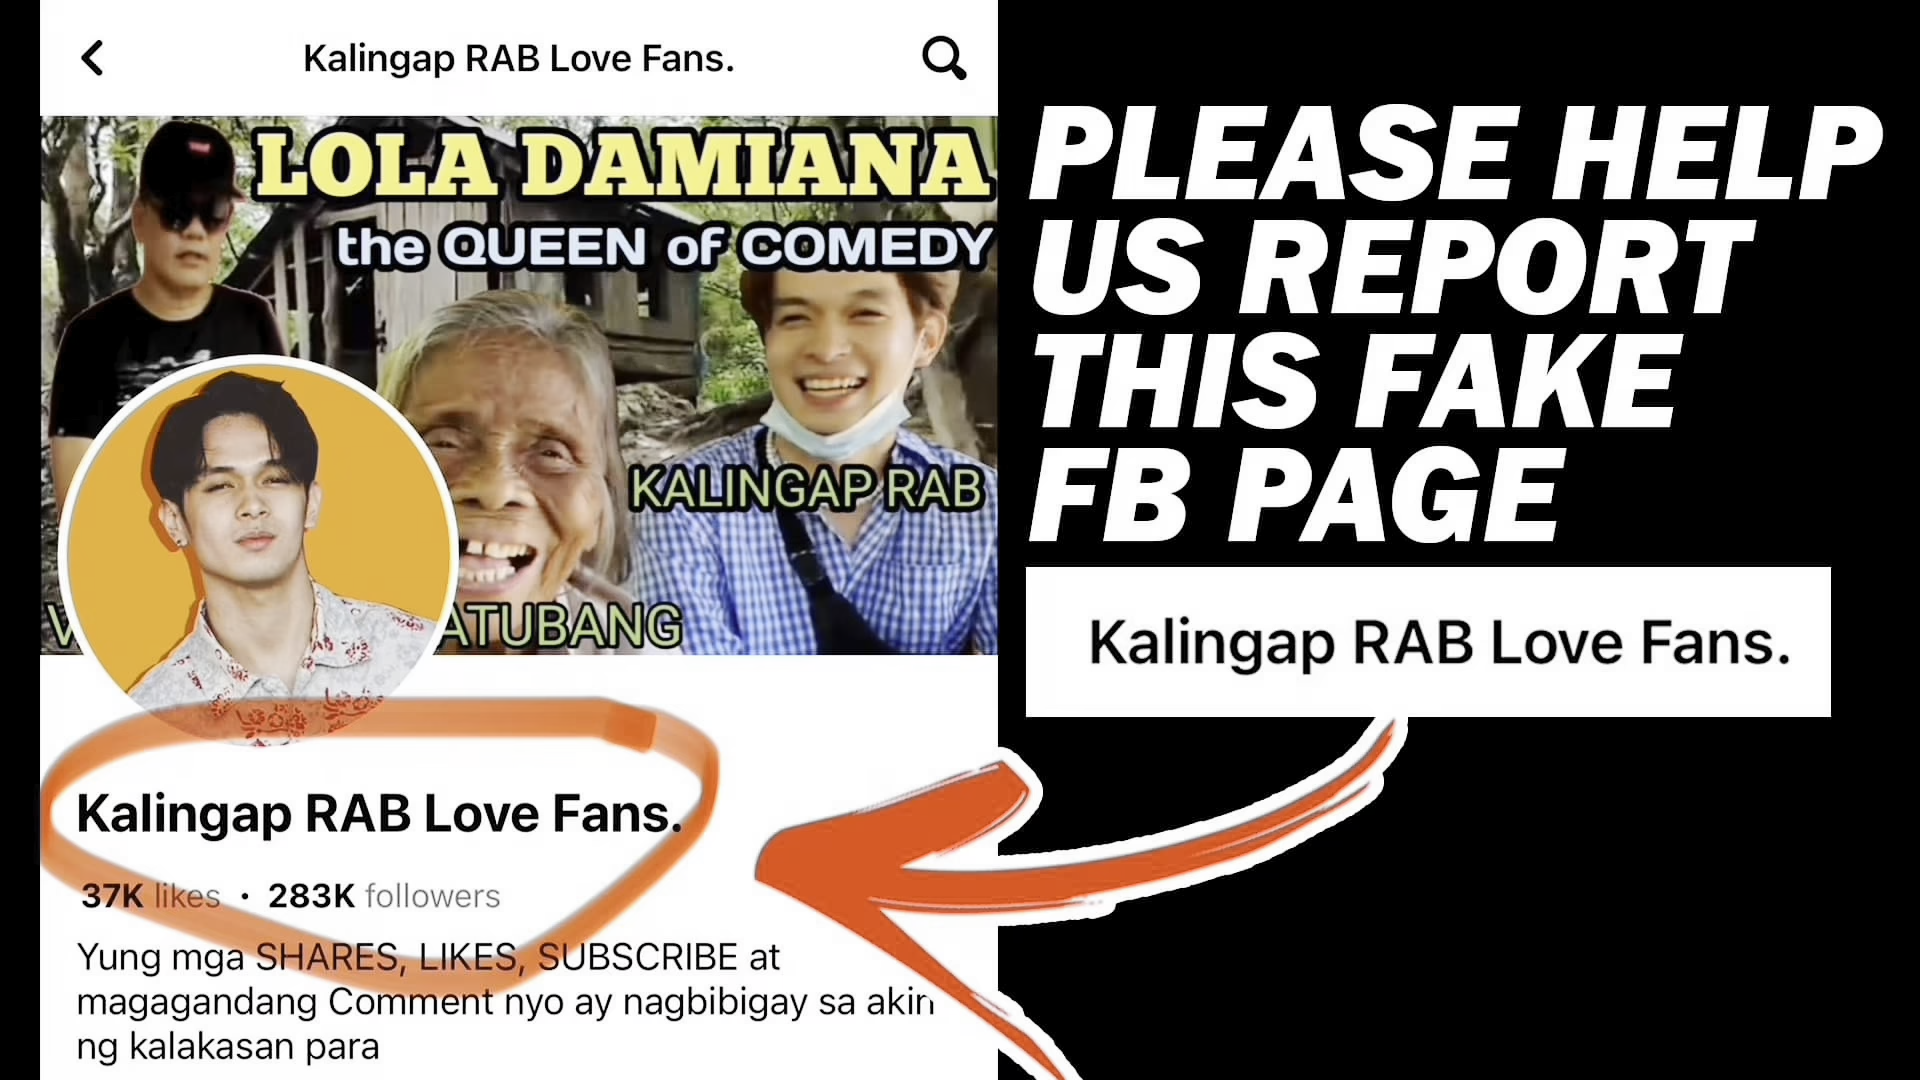 Kalingap RAB Love Fans.
LOLA DAMIANA
the QUEEN of COMEDY
KALINGAP RAB
Kalingap RAB Love Fans.
37K likes · 283K followers
Yung mga SHARES, LIKES, SUBSCRIBE at
magagandang Comment nyo ay nagbibigay sa akin
ng kalakasan para
PLEASE HELP
US REPORT
THIS FAKE
FB PAGE
Kalingap RAB Love Fans.